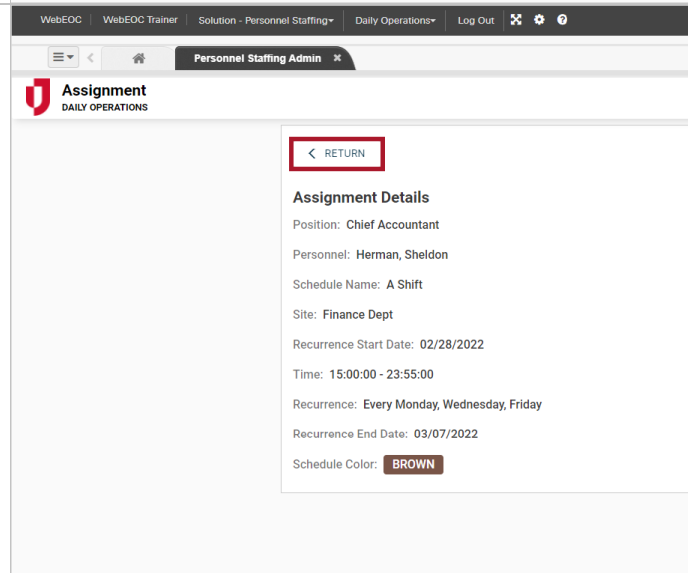 WebEOC WebEOC Trainer Solution - Personnel Staffing Daily Operations Log Out
Personnel Staffing Admin
Assignment
DAILY OPERATIONS
RETURN
Assignment Details
Position: Chief Accountant
Personnel: Herman, Sheldon
Schedule Name: A Shift
Site: Finance Dept
Recurrence Start Date: 02/28/2022
Time: 15:00:00 - 23:55:00
Recurrence: Every Monday, Wednesday, Friday
Recurrence End Date: 03/07/2022
Schedule Color: BROWN